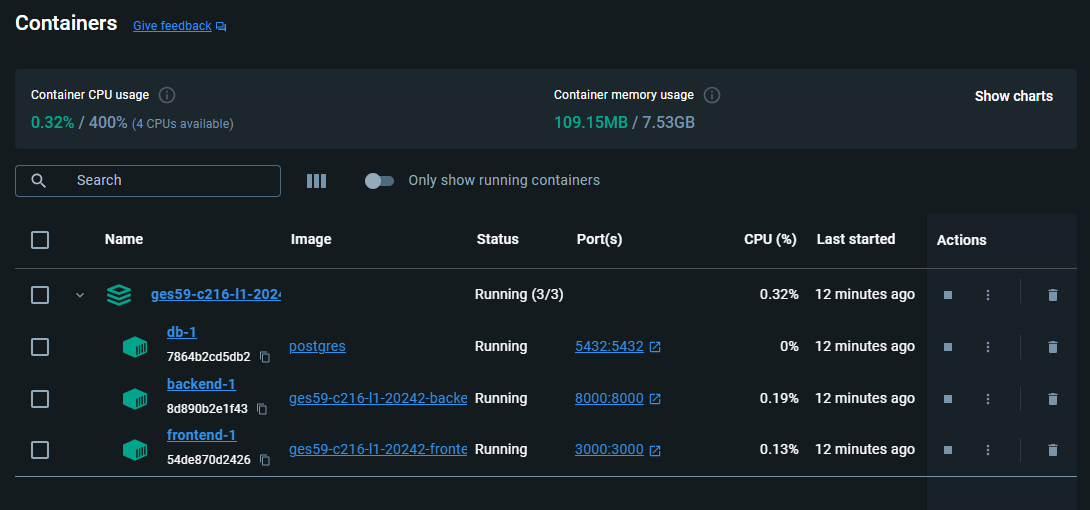 Containers Give feedback
Container CPU usage
0.32% / 400% (4 CPUs available)
Container memory usage
109.15MB / 7.53GB
Show charts
Search
Only show running containers
Name Image Status Port(s) CPU (%) Last started Actions
ges59-c216-l1-2024 Running (3/3) 0.32% 12 minutes ago
db-1
7864b2cd5db2 postgres Running 5432:5432 0% 12 minutes ago
backend-1
8d890b2e1f43 ges59-c216-l1-20242-backe Running 8000:8000 0.19% 12 minutes ago
frontend-1
54de870d2426 ges59-c216-l1-20242-fronte Running 3000:3000 0.13% 12 minutes ago